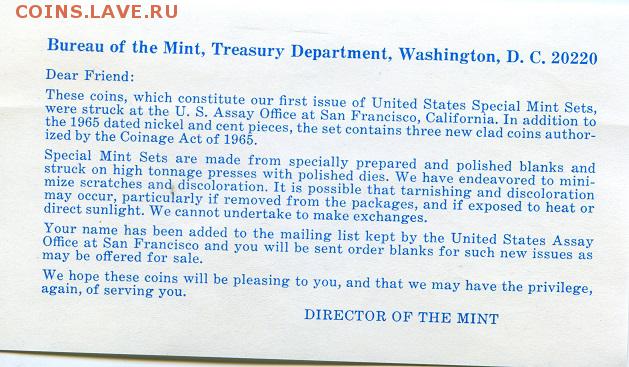 COINS.LAVE.RU
Bureau of the Mint, Treasury Department, Washington, D. C. 20220
Dear Friend:
These coins, which constitute our first issue of United States Special Mint Sets,
were struck at the U. S. Assay Office at San Francisco, California. In addition to
the 1965 dated nickel and cent pieces, the set contains three new clad coins author-
ized by the Coinage Act of 1965.
Special Mint Sets are made from specially prepared and polished blanks and
struck on high tonnage presses with polished dies. We have endeavored to mini-
mize scratches and discoloration. It is possible that tarnishing and discoloration
may occur, particularly if removed from the packages, and if exposed to heat or
direct sunlight. We cannot undertake to make exchanges.
Your name has been added to the mailing list kept by the United States Assay
Office at San Francisco and you will be sent order blanks for such new issues as
may be offered for sale.
We hope these coins will be pleasing to you, and that we may have the privilege,
again, of serving you.
DIRECTOR OF THE MINT